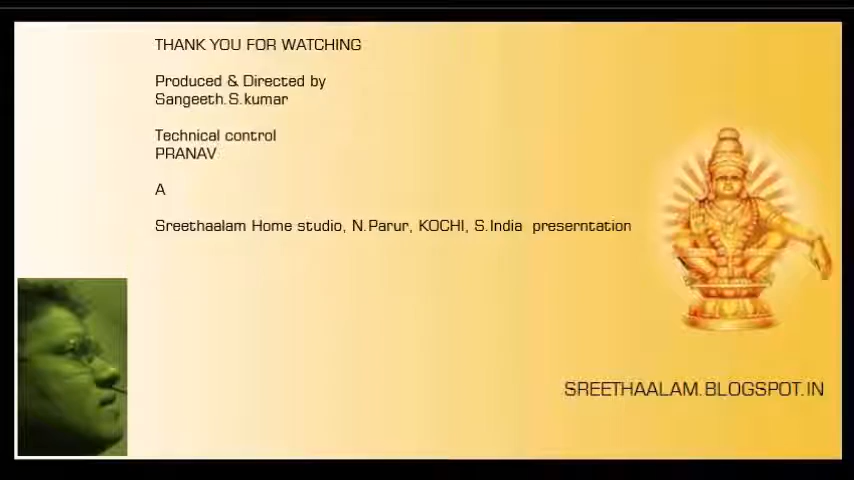 THANK YOU FOR WATCHING
Produced & Directed by
Sangeeth.S.kumar
Technical control
PRANAV
A
Sreethaalam Home studio, N.Parur, KOCHI, S.India preserntation
SREETHAALAM.BLOGSPOT.IN